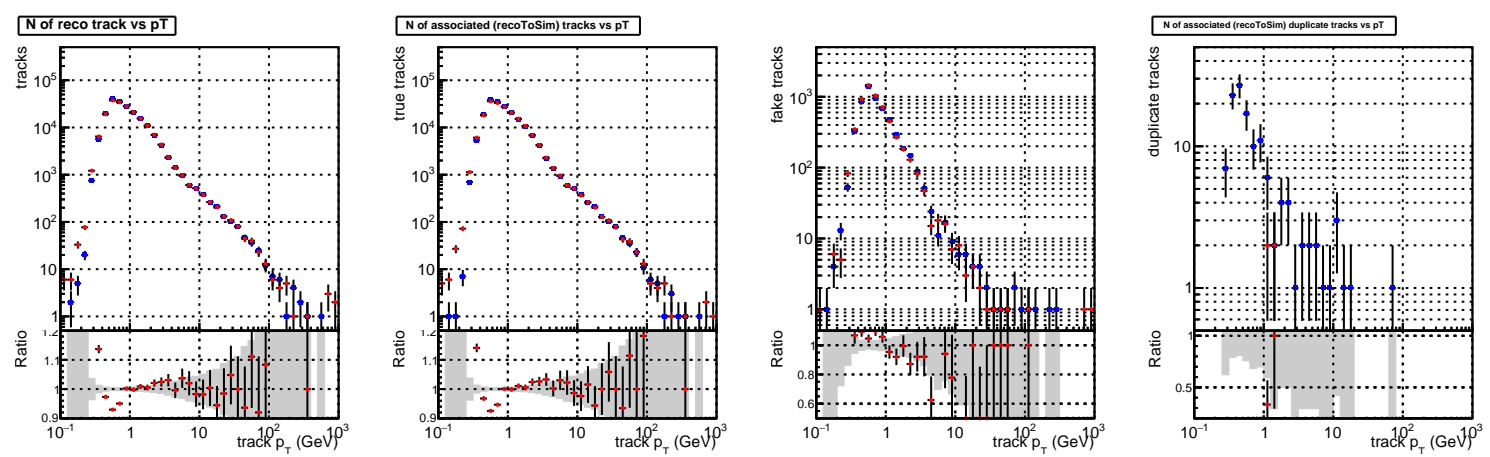 N of reco track vs pT
tracks
10^5
10^4
10^3
10^2
10
1
Ratio
1.2
1.1
1
0.9
10^-1 1 10 10^2 10^3
track p_T (GeV)
N of associated (recoToSim) tracks vs pT
true tracks
10^5
10^4
10^3
10^2
10
1
Ratio
1.2
1.1
1
0.9
10^-1 1 10 10^2 10^3
track p_T (GeV)
fake tracks
10^3
10^2
10
1
Ratio
1
0.8
0.6
10^-1 1 10 10^2 10^3
track p_T (GeV)
N of associated (recoToSim) duplicate tracks vs pT
duplicate tracks
10
1
Ratio
1
0.5
10^-1 1 10 10^2 10^3
track p_T (GeV)